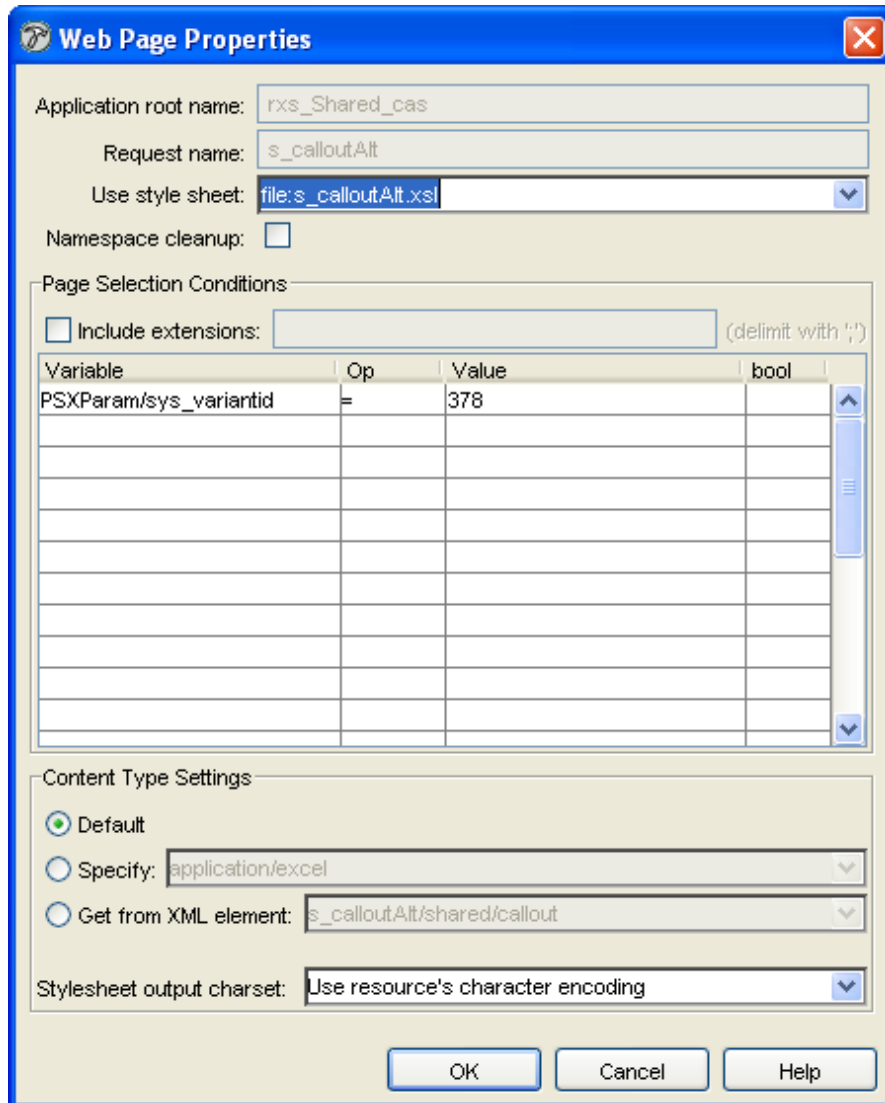 Web Page Properties
Application root name: rxs_Shared_cas
Request name: s_calloutAlt
Use style sheet: file:s_calloutAlt.xsl
Namespace cleanup:
Page Selection Conditions
Include extensions: (delimit with ';')
Variable Op Value bool
PSXParam/sys_variantid = 378
Content Type Settings
Default
Specify: application/excel
Get from XML element: s_calloutAlt/shared/callout
Stylesheet output charset: Use resource's character encoding
OK Cancel Help